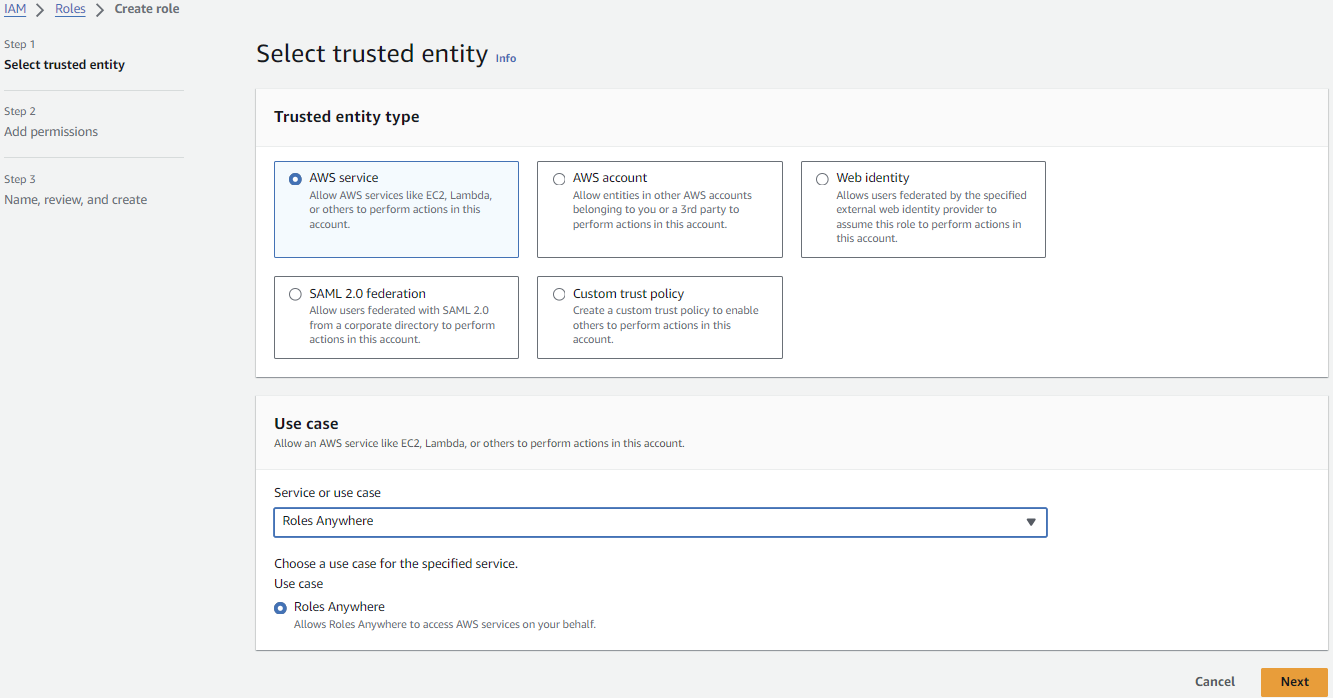 IAM > Roles > Create role
Step 1
Select trusted entity
Step 2
Add permissions
Step 3
Name, review, and create
Select trusted entity Info
Trusted entity type
AWS service
Allow AWS services like EC2, Lambda,
or others to perform actions in this
account.
AWS account
Allow entities in other AWS accounts
belonging to you or a 3rd party to
perform actions in this account.
Web identity
Allows users federated by the specified
external web identity provider to
assume this role to perform actions in
this account.
SAML 2.0 federation
Allow users federated with SAML 2.0
from a corporate directory to perform
actions in this account.
Custom trust policy
Create a custom trust policy to enable
others to perform actions in this
account.
Use case
Allow an AWS service like EC2, Lambda, or others to perform actions in this account.
Service or use case
Roles Anywhere
Choose a use case for the specified service.
Use case
Roles Anywhere
Allows Roles Anywhere to access AWS services on your behalf.
Cancel
Next